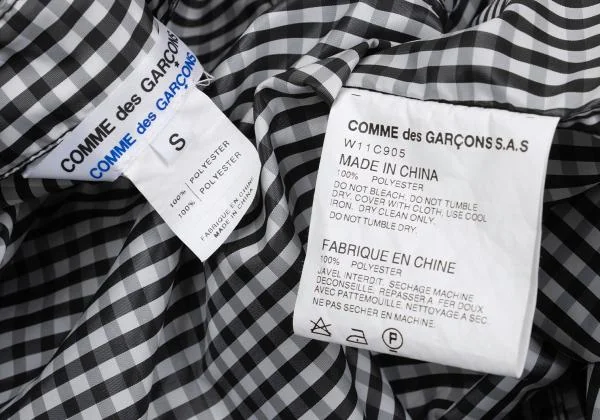 COMME des GARÇONS
COMME des GARÇONS
S
100% POLYESTER
100% POLYESTER
FABRIQUE EN CHINE
MADE IN CHINA
COMME des GARÇONS S.A.S
W11C905
MADE IN CHINA
100% POLYESTER
DO NOT BLEACH. DO NOT TUMBLE
DRY. COVER WITH CLOTH. USE COOL
IRON. DRY CLEAN ONLY.
DO NOT TUMBLE DRY.
FABRIQUE EN CHINE
100% POLYESTER
JAVEL INTERDIT. SECHAGE MACHINE
DECONSEILLE. REPASSER A FER DOUX
AVEC PATTEMOUILLE. NETTOYAGE A SEC
NE PAS SECHER EN MACHINE.
P